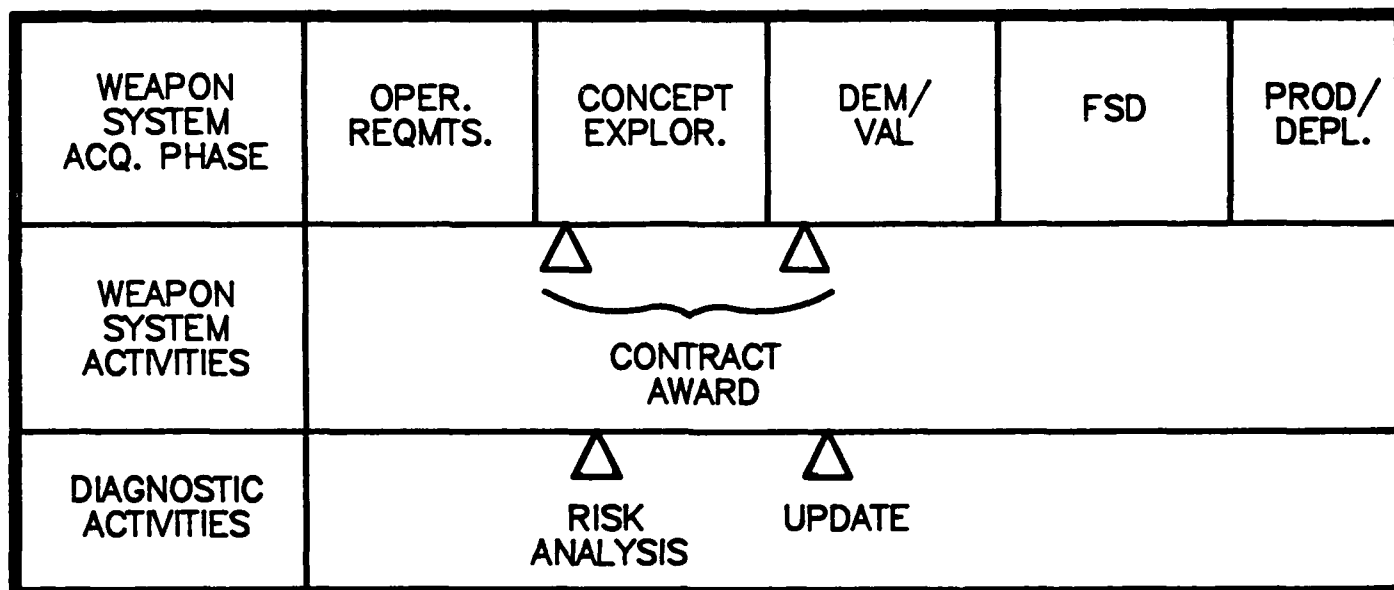 WEAPON
SYSTEM
ACQ. PHASE
OPER.
REQMTS.
CONCEPT
EXPLOR.
DEM/
VAL
FSD
PROD/
DEPL.
WEAPON
SYSTEM
ACTIVITIES
CONTRACT
AWARD
DIAGNOSTIC
ACTIVITIES
RISK
ANALYSIS
UPDATE